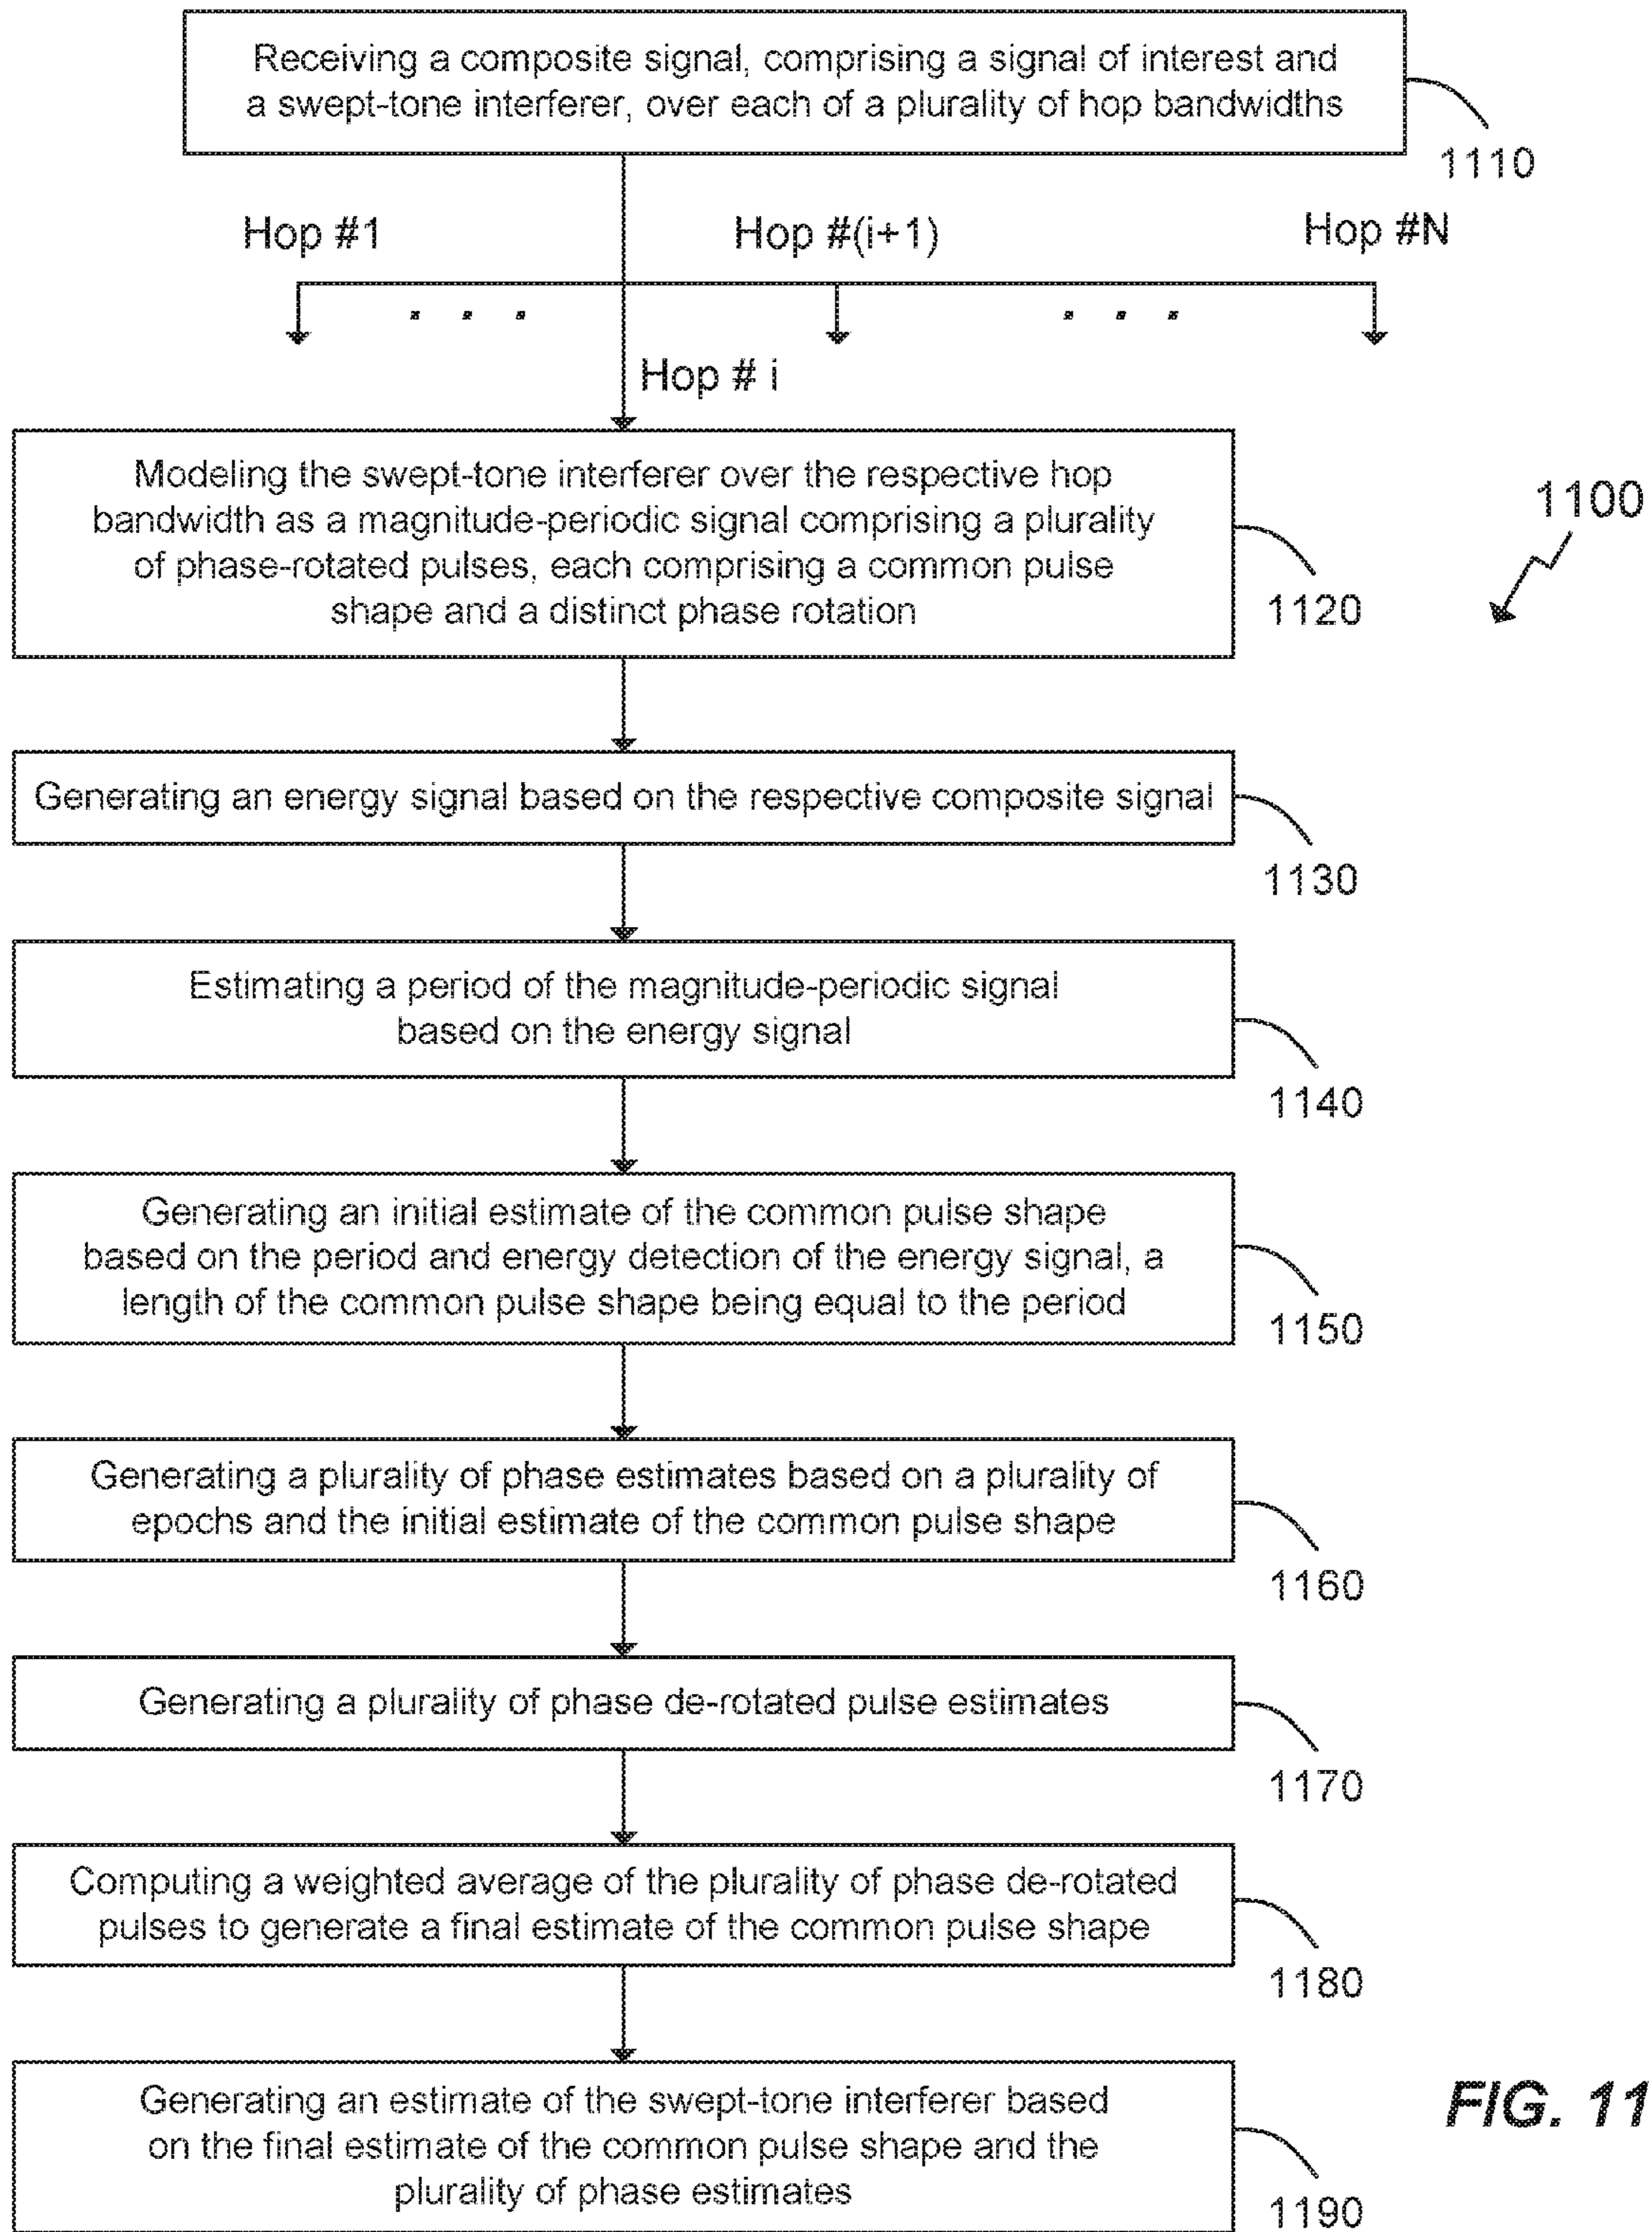 Receiving a composite signal, comprising a signal of interest and
a swept-tone interferer, over each of a plurality of hop bandwidths
1110
Hop #1
Hop #(i+1)
Hop #N
. . .
. . .
Hop # i
Modeling the swept-tone interferer over the respective hop
bandwidth as a magnitude-periodic signal comprising a plurality
of phase-rotated pulses, each comprising a common pulse
shape and a distinct phase rotation
1100
1120
Generating an energy signal based on the respective composite signal
1130
Estimating a period of the magnitude-periodic signal
based on the energy signal
1140
Generating an initial estimate of the common pulse shape
based on the period and energy detection of the energy signal, a
length of the common pulse shape being equal to the period
1150
Generating a plurality of phase estimates based on a plurality of
epochs and the initial estimate of the common pulse shape
1160
Generating a plurality of phase de-rotated pulse estimates
1170
Computing a weighted average of the plurality of phase de-rotated
pulses to generate a final estimate of the common pulse shape
1180
Generating an estimate of the swept-tone interferer based
on the final estimate of the common pulse shape and the
plurality of phase estimates
1190
FIG. 11